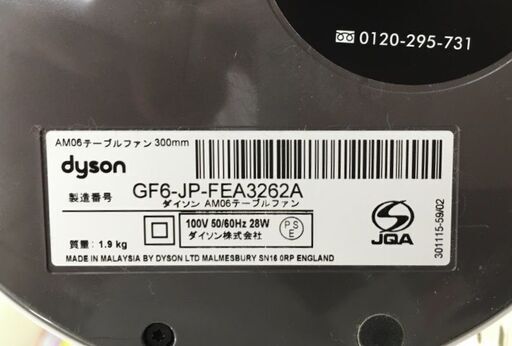 0120-295-731
AM06テーブルファン 300mm
dyson
製造番号 GF6-JP-FEA3262A
ダイソン AM06テーブルファン
100V 50/60Hz 28W
ダイソン株式会社
P S
E
質量：1.9 kg
MADE IN MALAYSIA BY DYSON LTD MALMESBURY SN16 0RP ENGLAND
S
JQA
301115-59/02